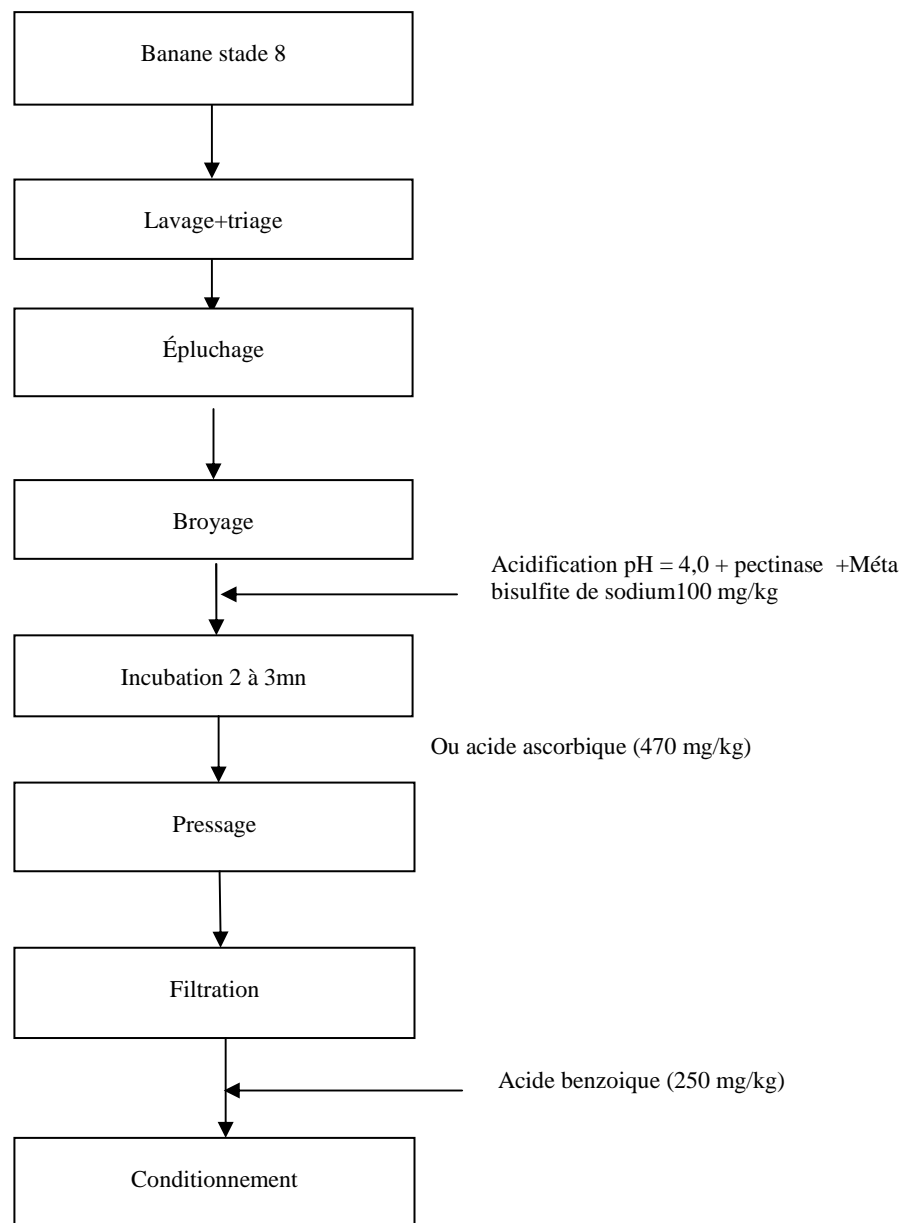 Banane stade 8
Lavage+triage
Épluchage
Broyage
Acidification pH = 4,0 + pectinase +Méta
bisulfite de sodium100 mg/kg
Incubation 2 à 3mn
Ou acide ascorbique (470 mg/kg)
Pressage
Filtration
Acide benzoique (250 mg/kg)
Conditionnement